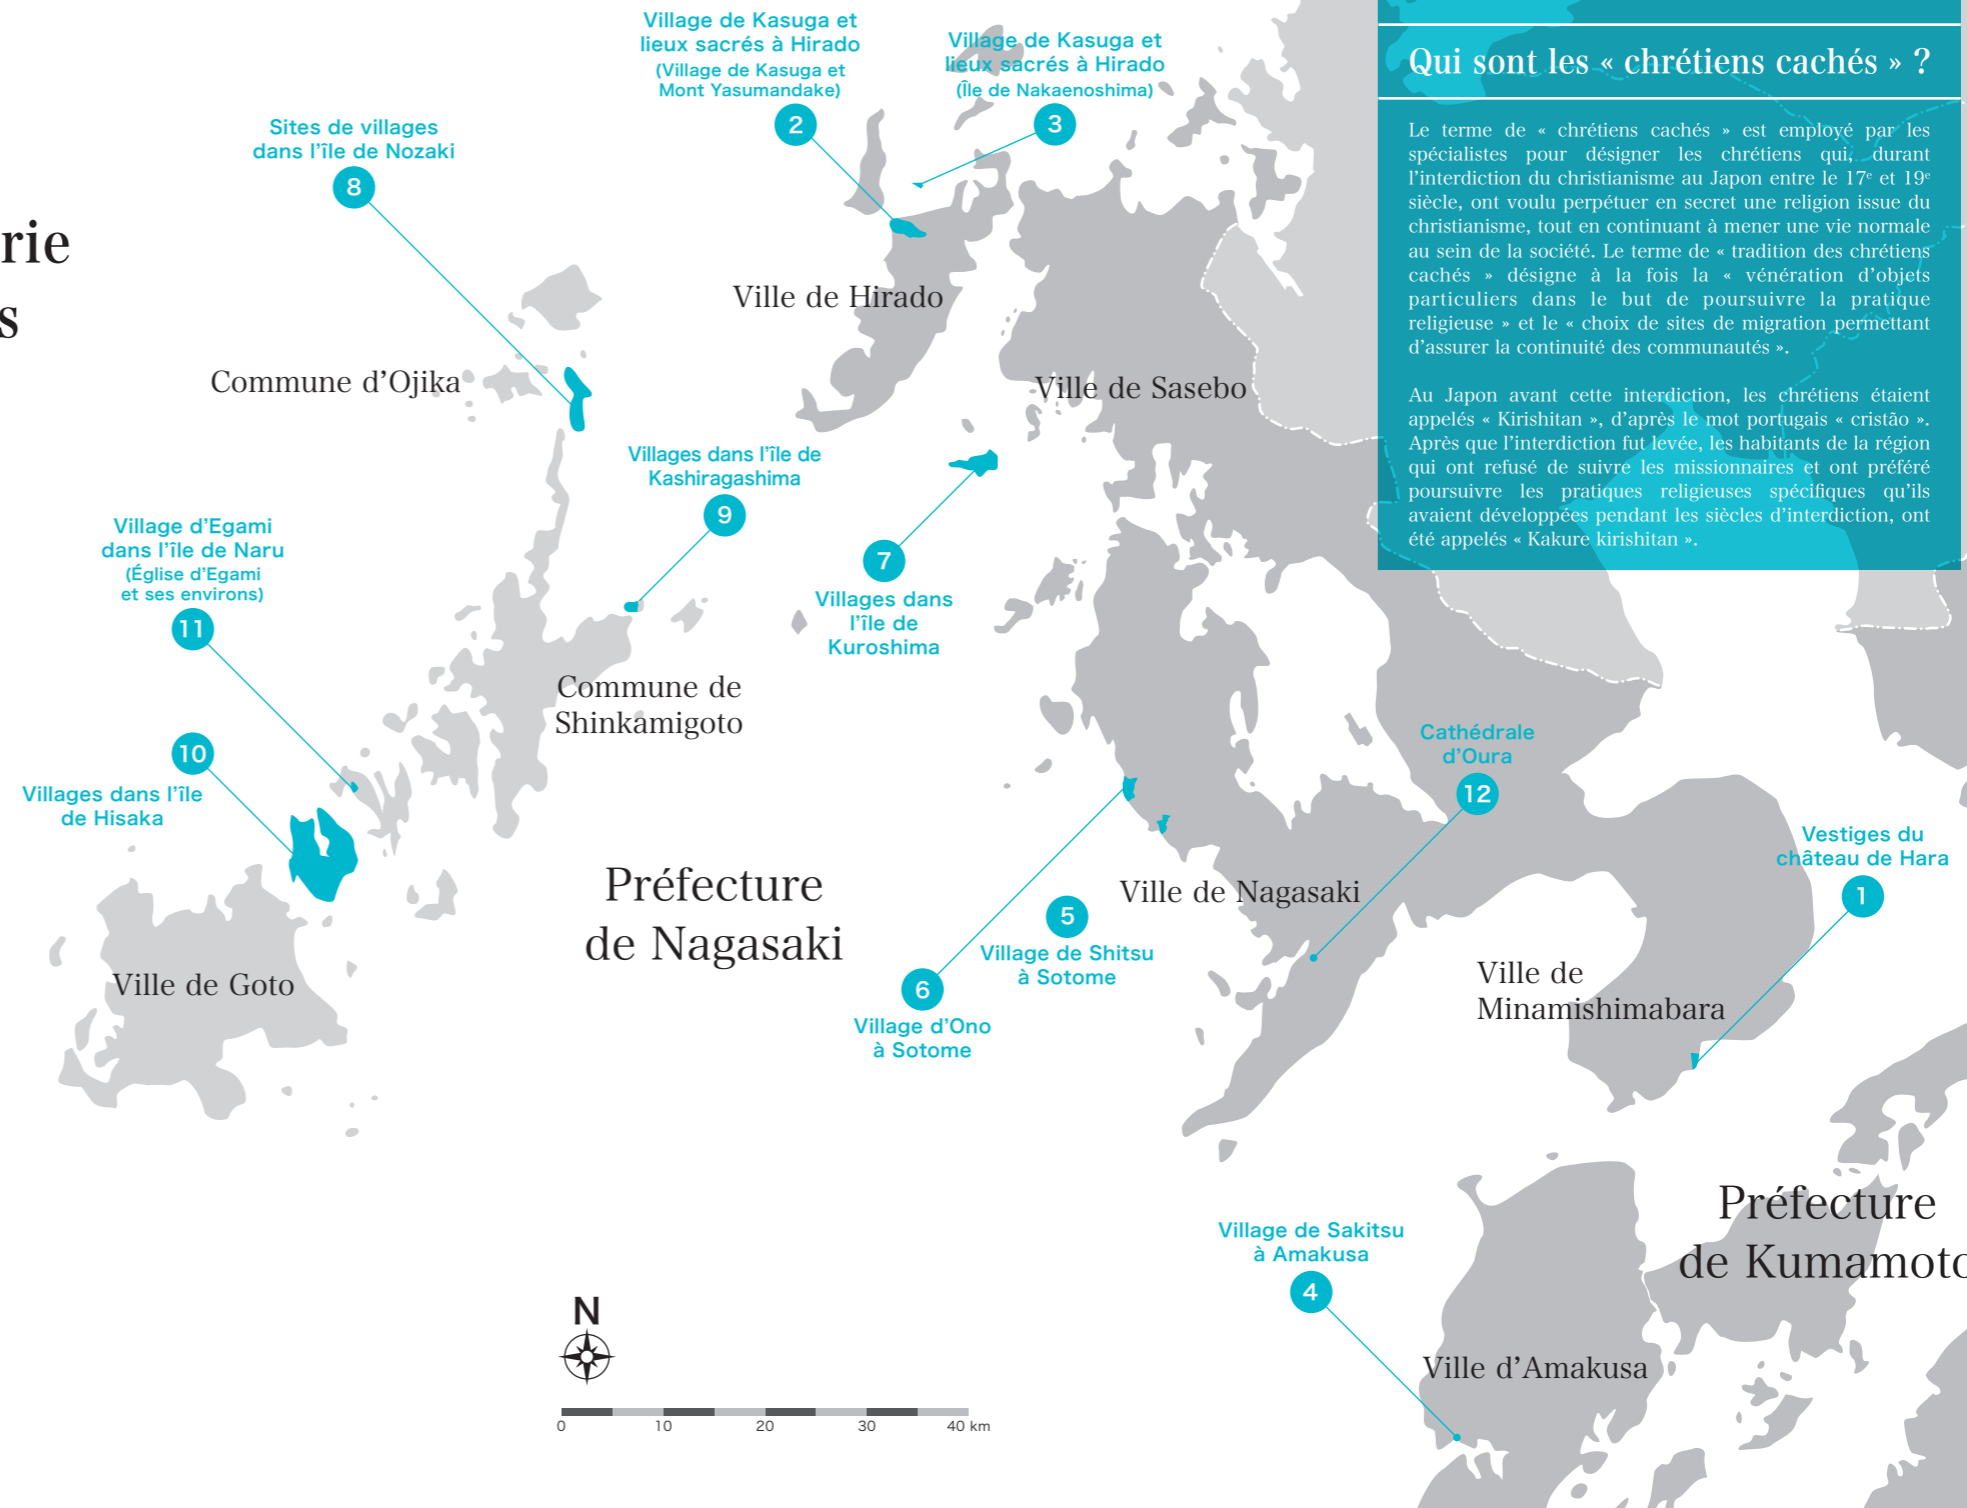 rie
s
Village de Kasuga et
lieux sacrés à Hirado
(Village de Kasuga et
Mont Yasumandake)
2
Village de Kasuga et
lieux sacrés à Hirado
(Île de Nakaenoshima)
3
Sites de villages
dans l’île de Nozaki
8
Ville de Hirado
Commune d’Ojika
Ville de Sasebo
Villages dans l’île de
Kashiragashima
9
Village d’Egami
dans l’île de Naru
(Église d’Egami
et ses environs)
11
7
Villages dans
l’île de
Kuroshima
Commune de
Shinkamigoto
10
Villages dans l’île
de Hisaka
Cathédrale
d’Oura
12
Vestiges du
château de Hara
1
Préfecture
de Nagasaki
Ville de Nagasaki
5
Village de Shitsu
à Sotome
6
Village d’Ono
à Sotome
Ville de Goto
Ville de
Minamishimabara
Village de Sakitsu
à Amakusa
4
Préfecture
de Kumamoto
Ville d’Amakusa
N
0 10 20 30 40 km
Qui sont les « chrétiens cachés » ?
Le terme de « chrétiens cachés » est employé par les
spécialistes pour désigner les chrétiens qui, durant
l’interdiction du christianisme au Japon entre le 17e et 19e
siècle, ont voulu perpétuer en secret une religion issue du
christianisme, tout en continuant à mener une vie normale
au sein de la société. Le terme de « tradition des chrétiens
cachés » désigne à la fois la « vénération d’objets
particuliers dans le but de poursuivre la pratique
religieuse » et le « choix de sites de migration permettant
d’assurer la continuité des communautés ».
Au Japon avant cette interdiction, les chrétiens étaient
appelés « Kirishitan », d’après le mot portugais « cristão ».
Après que l’interdiction fut levée, les habitants de la région
qui ont refusé de suivre les missionnaires et ont préféré
poursuivre les pratiques religieuses spécifiques qu’ils
avaient développées pendant les siècles d’interdiction, ont
été appelés « Kakure kirishitan ».